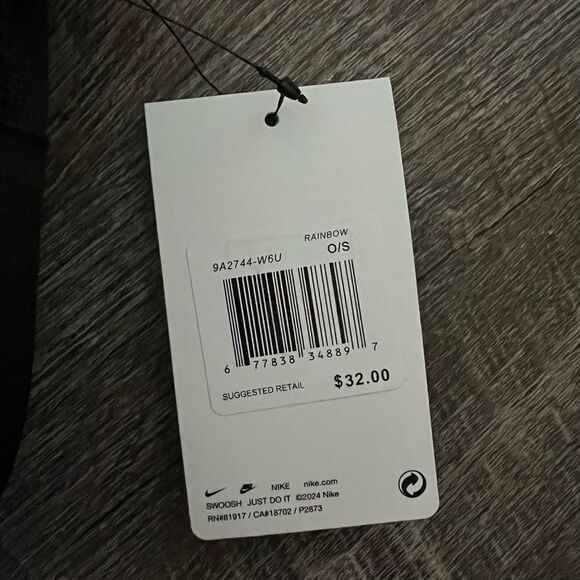 RAINBOW
9A2744-W6U O/S
6 77838 34889 7
SUGGESTED RETAIL $32.00
NIKE nike.com
SWOOSH JUST DO IT ©2024 Nike
RN#81917 / CA#18702 / P2873